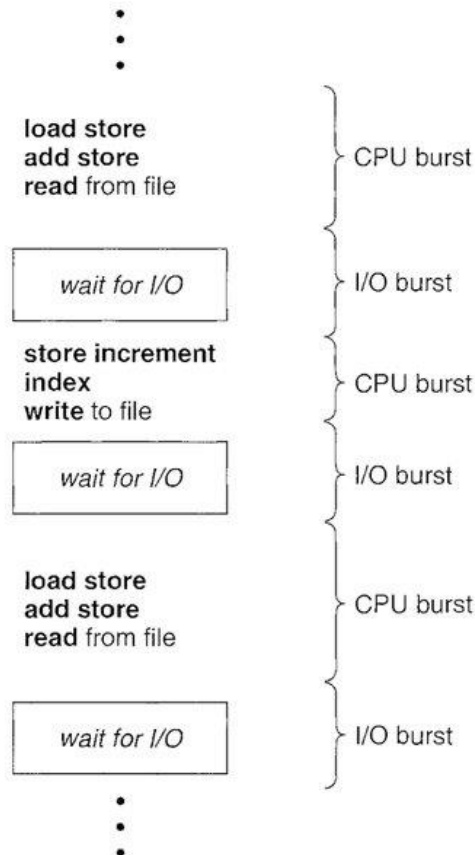 load store
add store
read from file
CPU burst
wait for I/O
I/O burst
store increment
index
write to file
CPU burst
wait for I/O
I/O burst
load store
add store
read from file
CPU burst
wait for I/O
I/O burst